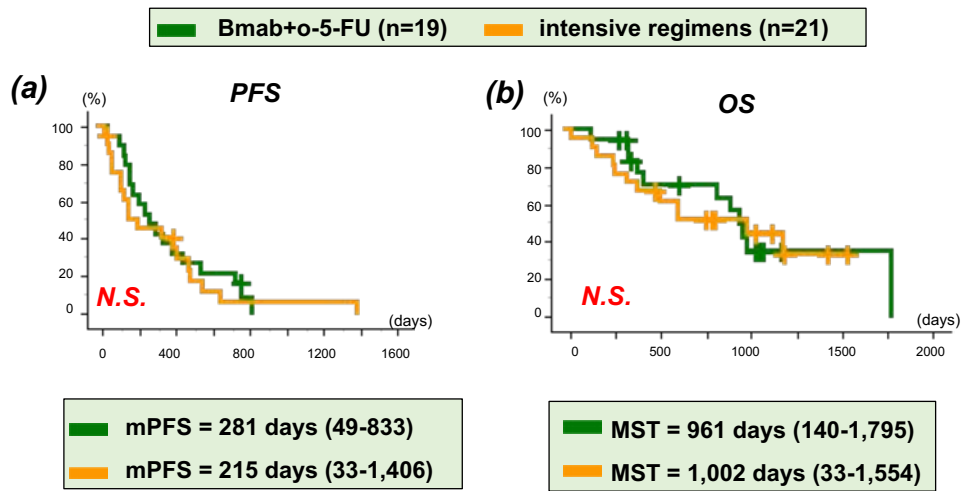 Bmab+o-5-FU (n=19) intensive regimens (n=21)
(a) PFS
(%)
100
80
60
40
20
0
N.S.
(days)
0 400 800 1200 1600
mPFS = 281 days (49-833)
mPFS = 215 days (33-1,406)
(b) OS
(%)
100
80
60
40
20
0
N.S.
(days)
0 500 1000 1500 2000
MST = 961 days (140-1,795)
MST = 1,002 days (33-1,554)